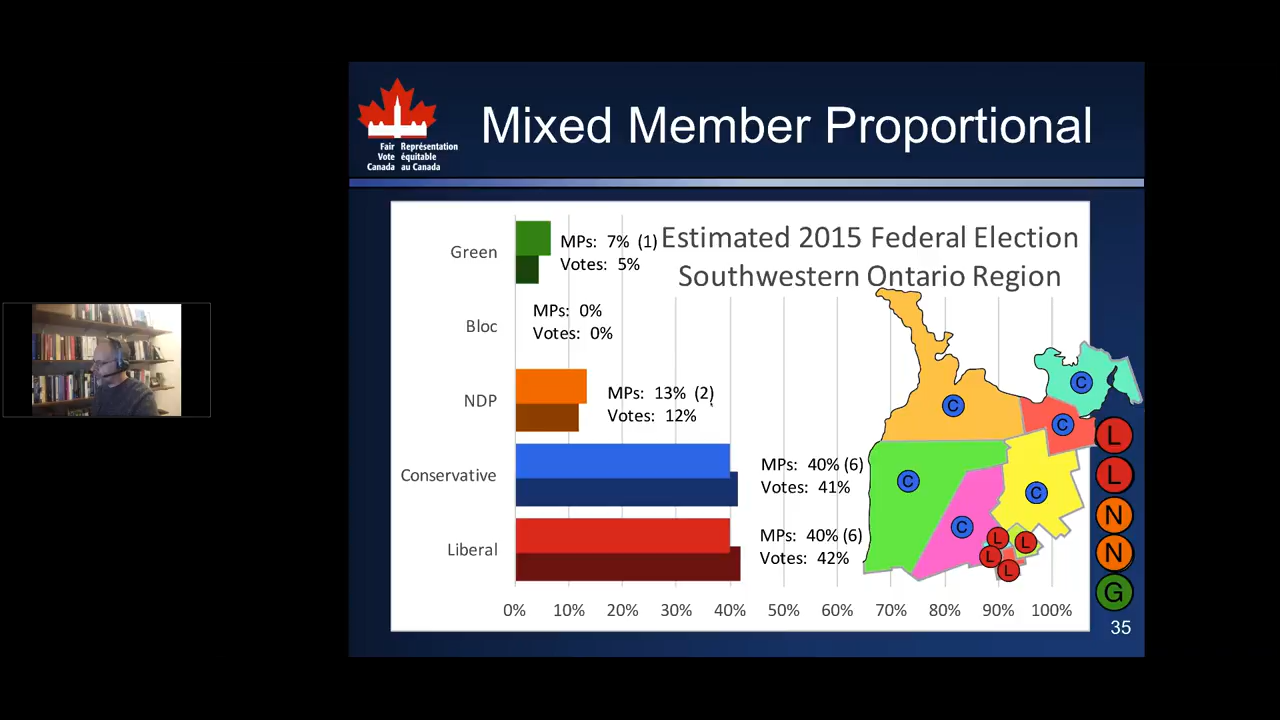 Mixed Member Proportional
Fair Représentation
Vote équitable
Canada au Canada
Estimated 2015 Federal Election
Southwestern Ontario Region
Green
MPs: 7% (1)
Votes: 5%
Bloc
MPs: 0%
Votes: 0%
NDP
MPs: 13% (2)
Votes: 12%
Conservative
MPs: 40% (6)
Votes: 41%
Liberal
MPs: 40% (6)
Votes: 42%
0% 10% 20% 30% 40% 50% 60% 70% 80% 90% 100%
C
C
C
C
C
C
L
L
L
L
L
L
N
N
G
35